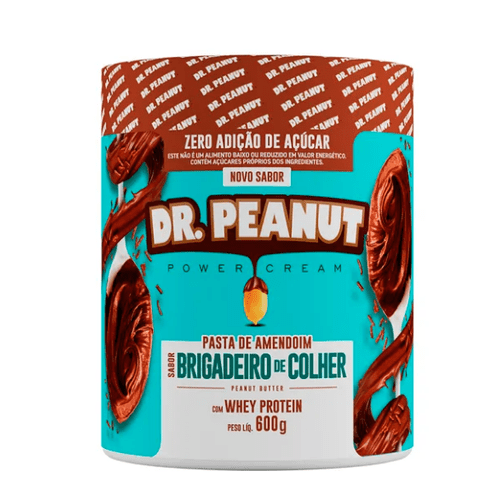 DR. PEANUT
ZERO ADIÇÃO DE AÇÚCAR
ESTE NÃO É UM ALIMENTO BAIXO OU REDUZIDO EM VALOR ENERGÉTICO.
CONTÉM AÇÚCARES PRÓPRIOS DOS INGREDIENTES.
NOVO SABOR
DR. PEANUT
POWER CREAM
PASTA DE AMENDOIM
SABOR BRIGADEIRO DE COLHER
PEANUT BUTTER
COM WHEY PROTEIN
PESO LÍQ. 600g